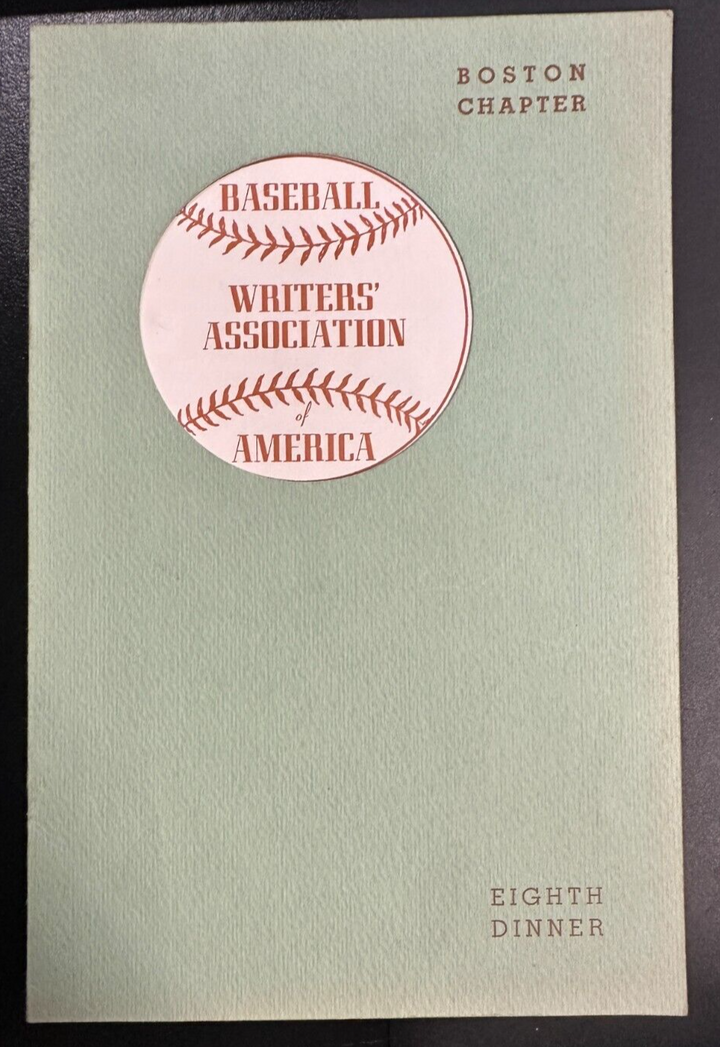 BOSTON
CHAPTER
BASEBALL
WRITERS'
ASSOCIATION
of
AMERICA
EIGHTH
DINNER